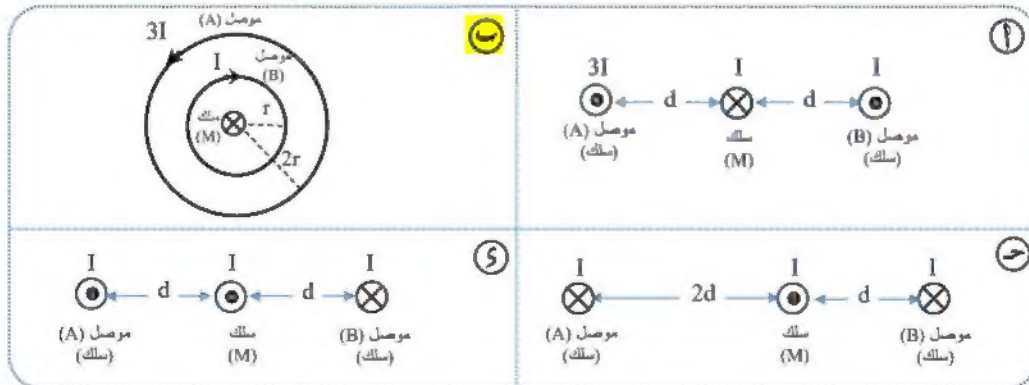 أ
3I I I
d d
موصل (A) سلك موصل (B)
(سلك) (M) (سلك)
ب
موصل (A)
3I
موصل
I (B)
سلك r
(M)
2r
جـ
I I I
2d d
موصل (A) سلك موصل (B)
(سلك) (M) (سلك)
د
I I I
d d
موصل (A) سلك موصل (B)
(سلك) (M) (سلك)